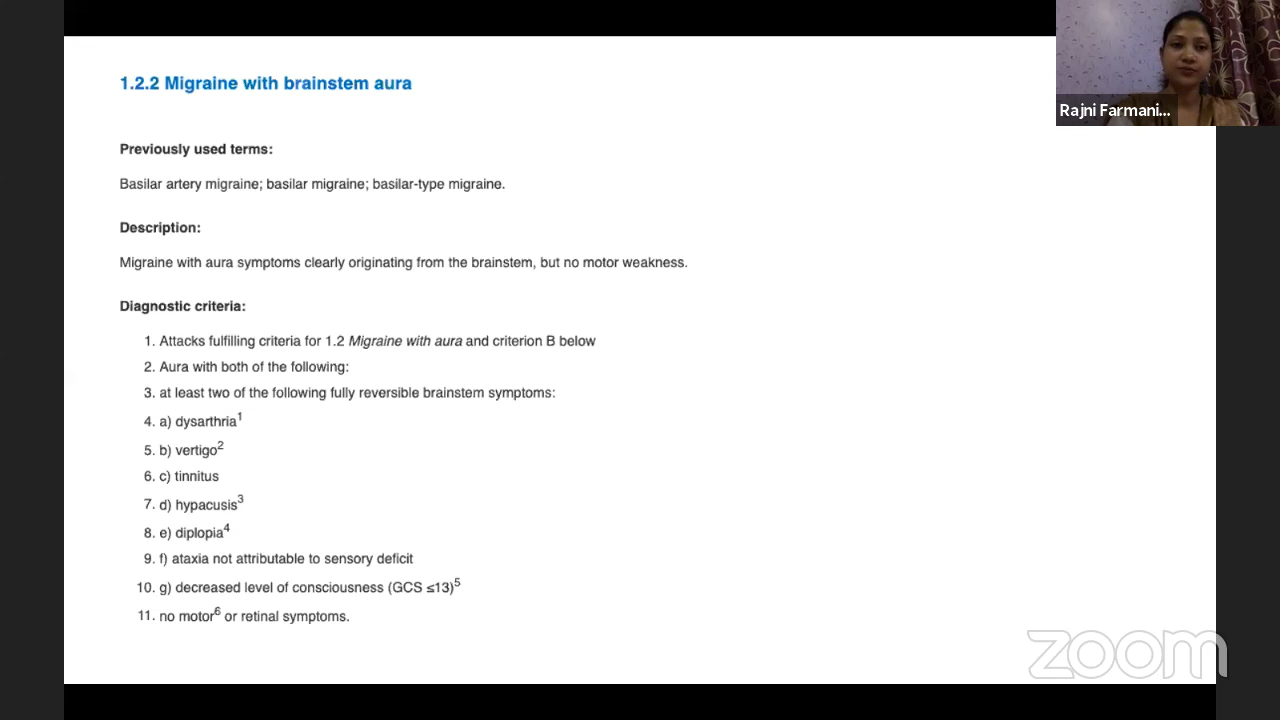 1.2.2 Migraine with brainstem aura
Rajni Farmani...
Previously used terms:
Basilar artery migraine; basilar migraine; basilar-type migraine.
Description:
Migraine with aura symptoms clearly originating from the brainstem, but no motor weakness.
Diagnostic criteria:
1. Attacks fulfilling criteria for 1.2 Migraine with aura and criterion B below
2. Aura with both of the following:
3. at least two of the following fully reversible brainstem symptoms:
4. a) dysarthria¹
5. b) vertigo²
6. c) tinnitus
7. d) hypacusis³
8. e) diplopia⁴
9. f) ataxia not attributable to sensory deficit
10. g) decreased level of consciousness (GCS ≤13)⁵
11. no motor⁶ or retinal symptoms.
zoom